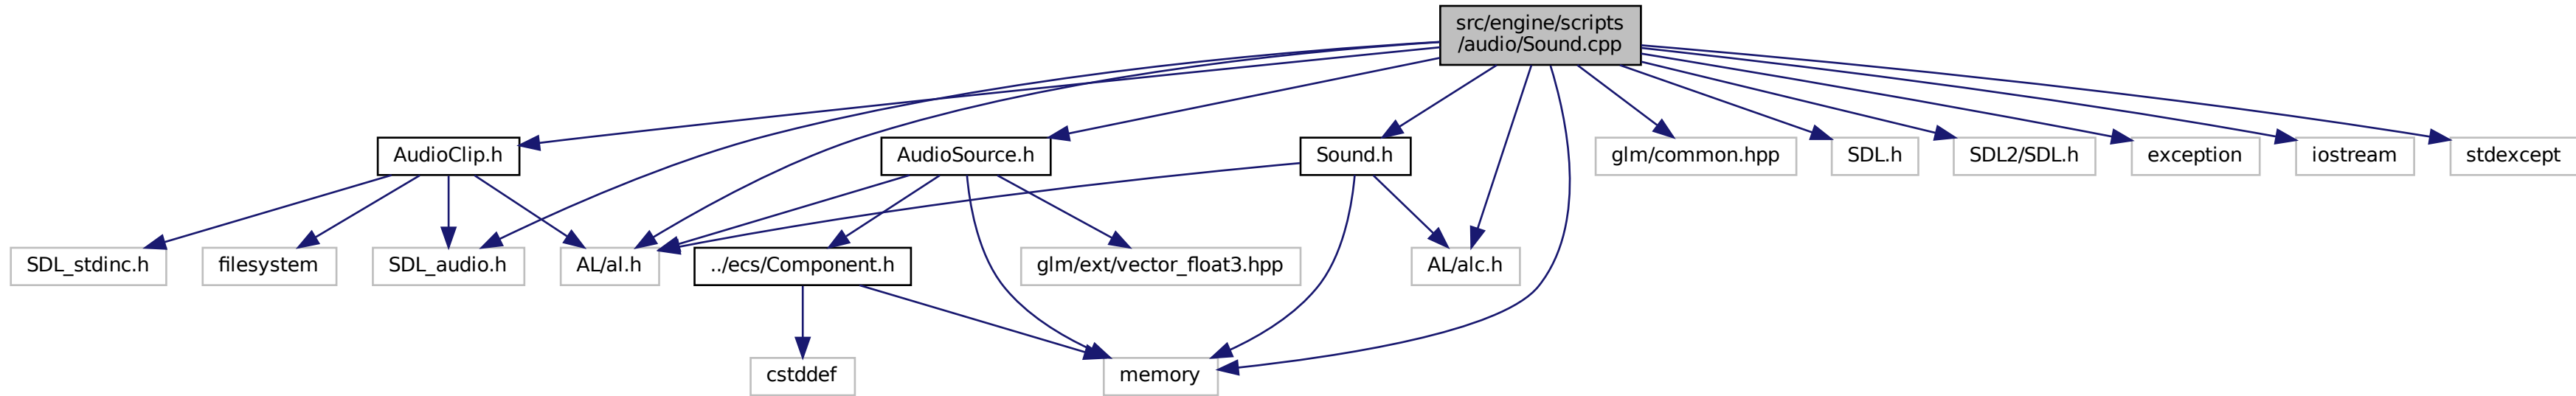 src/engine/scripts
/audio/Sound.cpp
AudioClip.h
AudioSource.h
Sound.h
glm/common.hpp
SDL.h
SDL2/SDL.h
exception
iostream
stdexcept
SDL_stdinc.h
filesystem
SDL_audio.h
AL/al.h
../ecs/Component.h
glm/ext/vector_float3.hpp
AL/alc.h
cstddef
memory